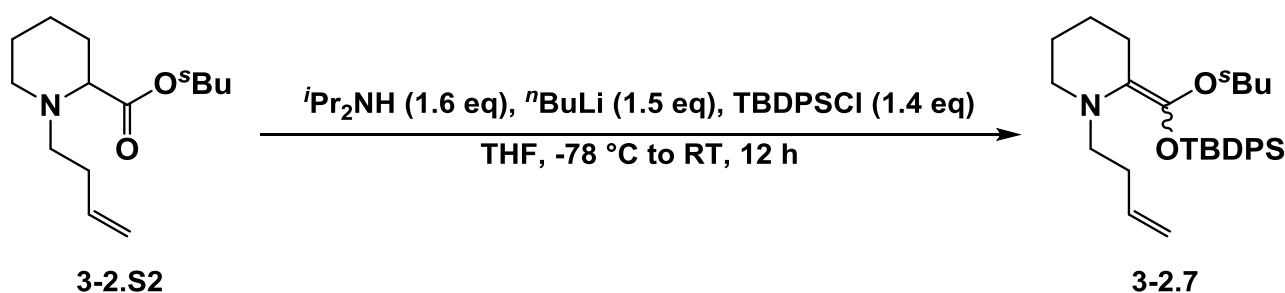 O^sBu
N
O
3-2.S2
^iPr₂NH (1.6 eq), ^nBuLi (1.5 eq), TBDPSCl (1.4 eq)
THF, -78 °C to RT, 12 h
O^sBu
N
OTBDPS
3-2.7